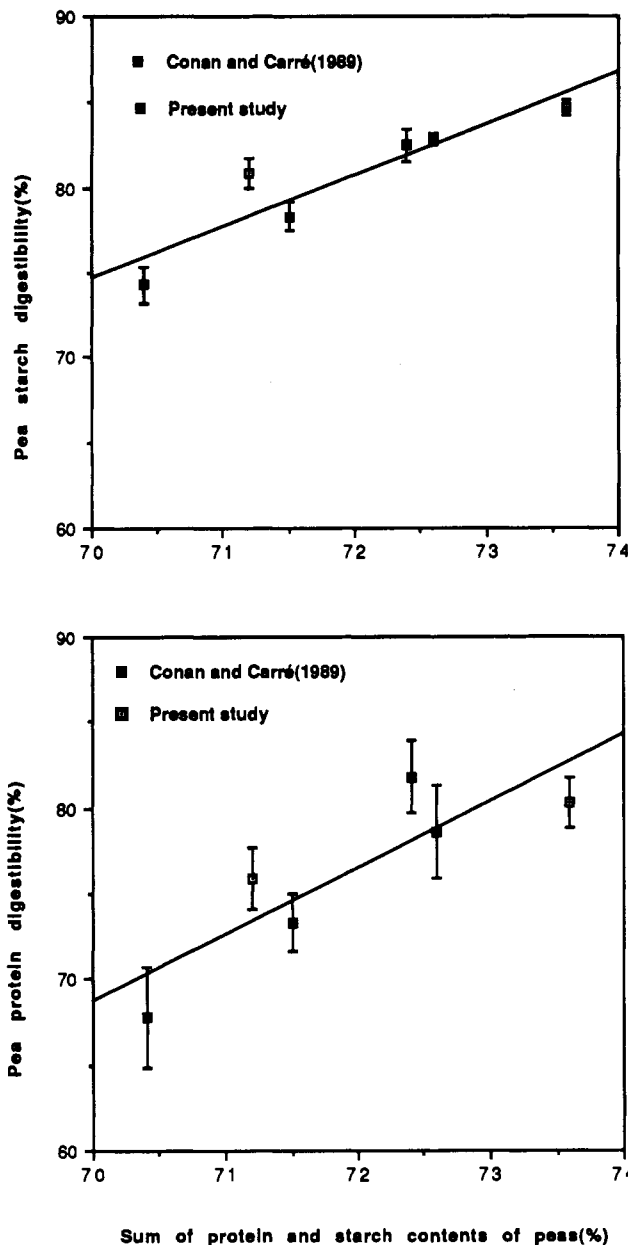 90
Conan and Carré(1989)
Present study
80
70
60
70 71 72 73 74
Pea starch digestibility(%)
90
Conan and Carré(1989)
Present study
80
70
60
70 71 72 73 74
Pea protein digestibility(%)
Sum of protein and starch contents of peas(%)